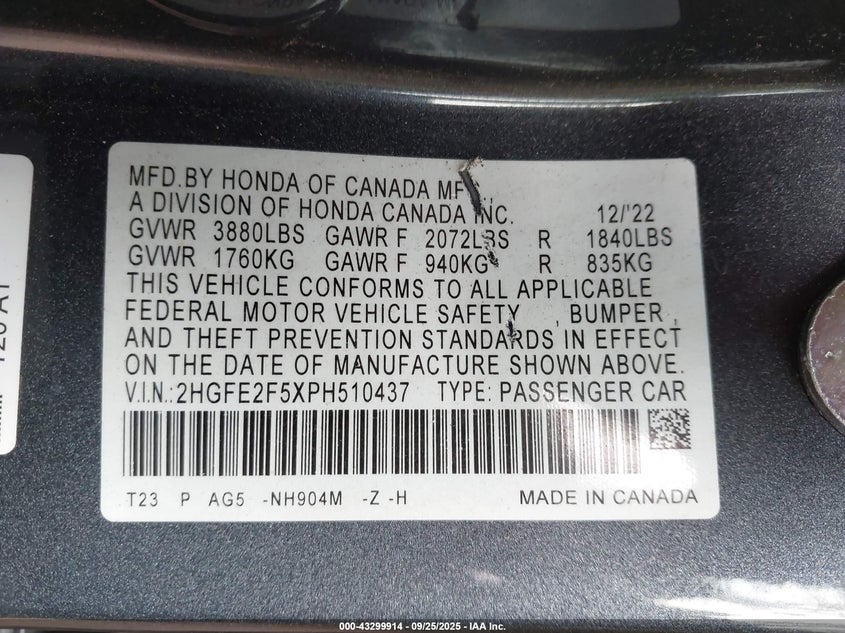 MFD.BY HONDA OF CANADA MF
A DIVISION OF HONDA CANADA INC. 12/'22
GVWR 3880LBS GAWR F 2072LBS R 1840LBS
GVWR 1760KG GAWR F 940KG R 835KG
THIS VEHICLE CONFORMS TO ALL APPLICABLE
FEDERAL MOTOR VEHICLE SAFETY , BUMPER ,
AND THEFT PREVENTION STANDARDS IN EFFECT
ON THE DATE OF MANUFACTURE SHOWN ABOVE.
V.I.N.:2HGFE2F5XPH510437 TYPE: PASSENGER CAR
T23 P AG5 -NH904M -Z -H MADE IN CANADA
000-43299914 - 09/25/2025 - IAA Inc.